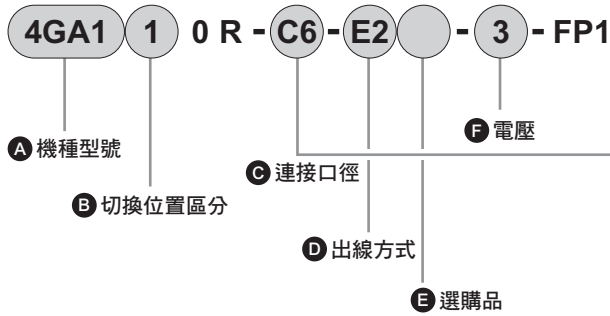 4GA1 1 0 R - C6 - E2 - 3 - FP1
A 機種型號
F 電壓
C 連接口徑
B 切換位置區分
D 出線方式
E 選購品